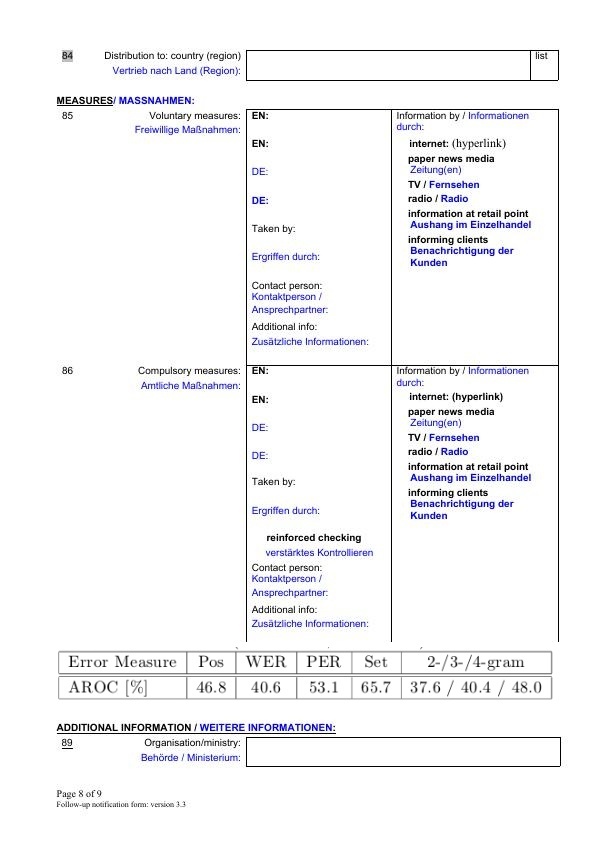 84 Distribution to: country (region) list
Vertrieb nach Land (Region):
MEASURES/ MASSNAHMEN:
85 Voluntary measures:
Freiwillige Maßnahmen:
EN:
EN:
DE:
DE:
Taken by:
Ergriffen durch:
Contact person:
Kontaktperson /
Ansprechpartner:
Additional info:
Zusätzliche Informationen:
Information by / Informationen
durch:
internet: (hyperlink)
paper news media
Zeitung(en)
TV / Fernsehen
radio / Radio
information at retail point
Aushang im Einzelhandel
informing clients
Benachrichtigung der
Kunden
86 Compulsory measures:
Amtliche Maßnahmen:
EN:
EN:
DE:
DE:
Taken by:
Ergriffen durch:
reinforced checking
verstärktes Kontrollieren
Contact person:
Kontaktperson /
Ansprechpartner:
Additional info:
Zusätzliche Informationen:
Information by / Informationen
durch:
internet: (hyperlink)
paper news media
Zeitung(en)
TV / Fernsehen
radio / Radio
information at retail point
Aushang im Einzelhandel
informing clients
Benachrichtigung der
Kunden
Error Measure Pos WER PER Set 2-/3-/4-gram
AROC [%] 46.8 40.6 53.1 65.7 37.6 / 40.4 / 48.0
ADDITIONAL INFORMATION / WEITERE INFORMATIONEN:
89 Organisation/ministry:
Behörde / Ministerium:
Page 8 of 9
Follow-up notification form: version 3.3